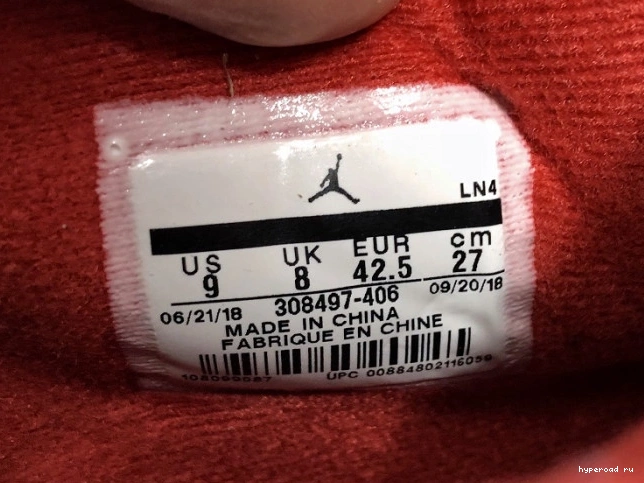 LN4
US UK EUR cm
9 8 42.5 27
06/21/18 308497-406 09/20/18
MADE IN CHINA
FABRIQUE EN CHINE
UPC 00884802116059
hyperoad ru